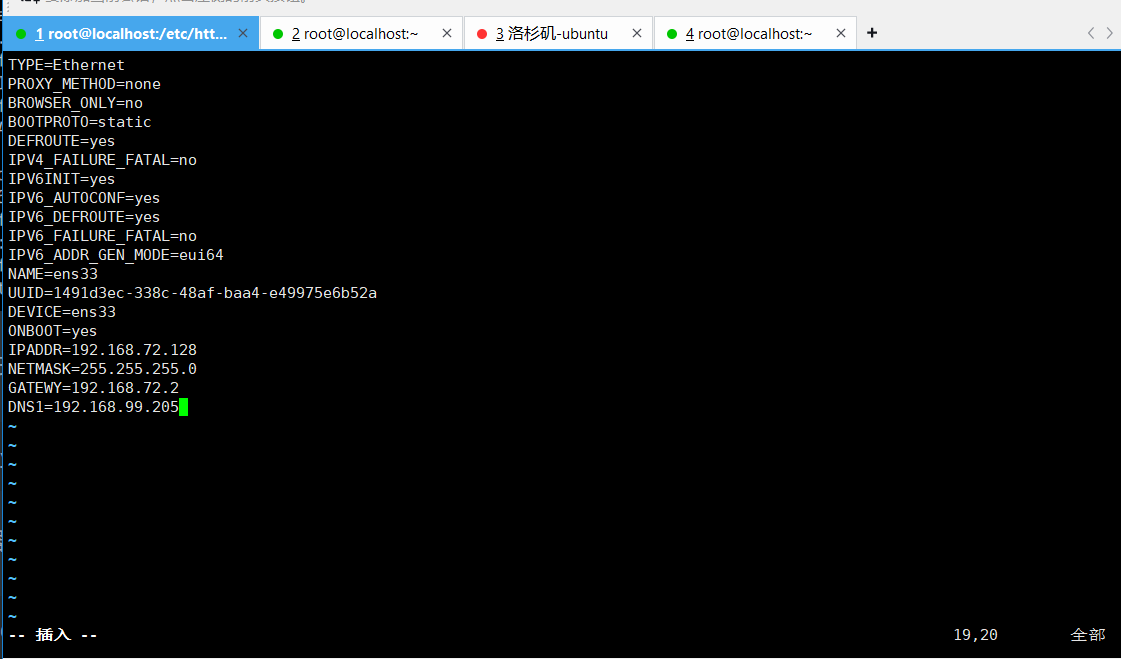 1 root@localhost:/etc/htt... × 2 root@localhost:~ × 3 洛杉矶-ubuntu × 4 root@localhost:~ × +
TYPE=Ethernet
PROXY_METHOD=none
BROWSER_ONLY=no
BOOTPROTO=static
DEFROUTE=yes
IPV4_FAILURE_FATAL=no
IPV6INIT=yes
IPV6_AUTOCONF=yes
IPV6_DEFROUTE=yes
IPV6_FAILURE_FATAL=no
IPV6_ADDR_GEN_MODE=eui64
NAME=ens33
UUID=1491d3ec-338c-48af-baa4-e49975e6b52a
DEVICE=ens33
ONBOOT=yes
IPADDR=192.168.72.128
NETMASK=255.255.255.0
GATEWY=192.168.72.2
DNS1=192.168.99.205
~
~
~
~
~
~
~
~
~
~
~
-- 插入 -- 19,20 全部